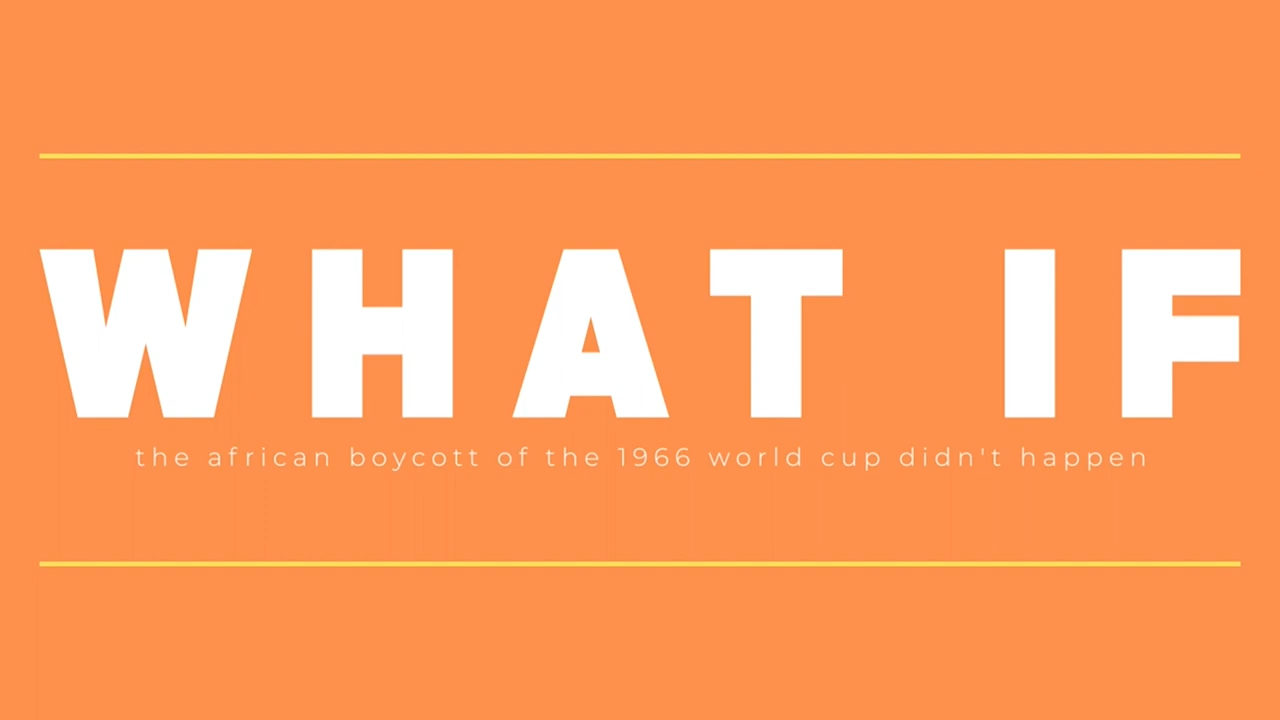 WHAT IF
the african boycott of the 1966 world cup didn't happen